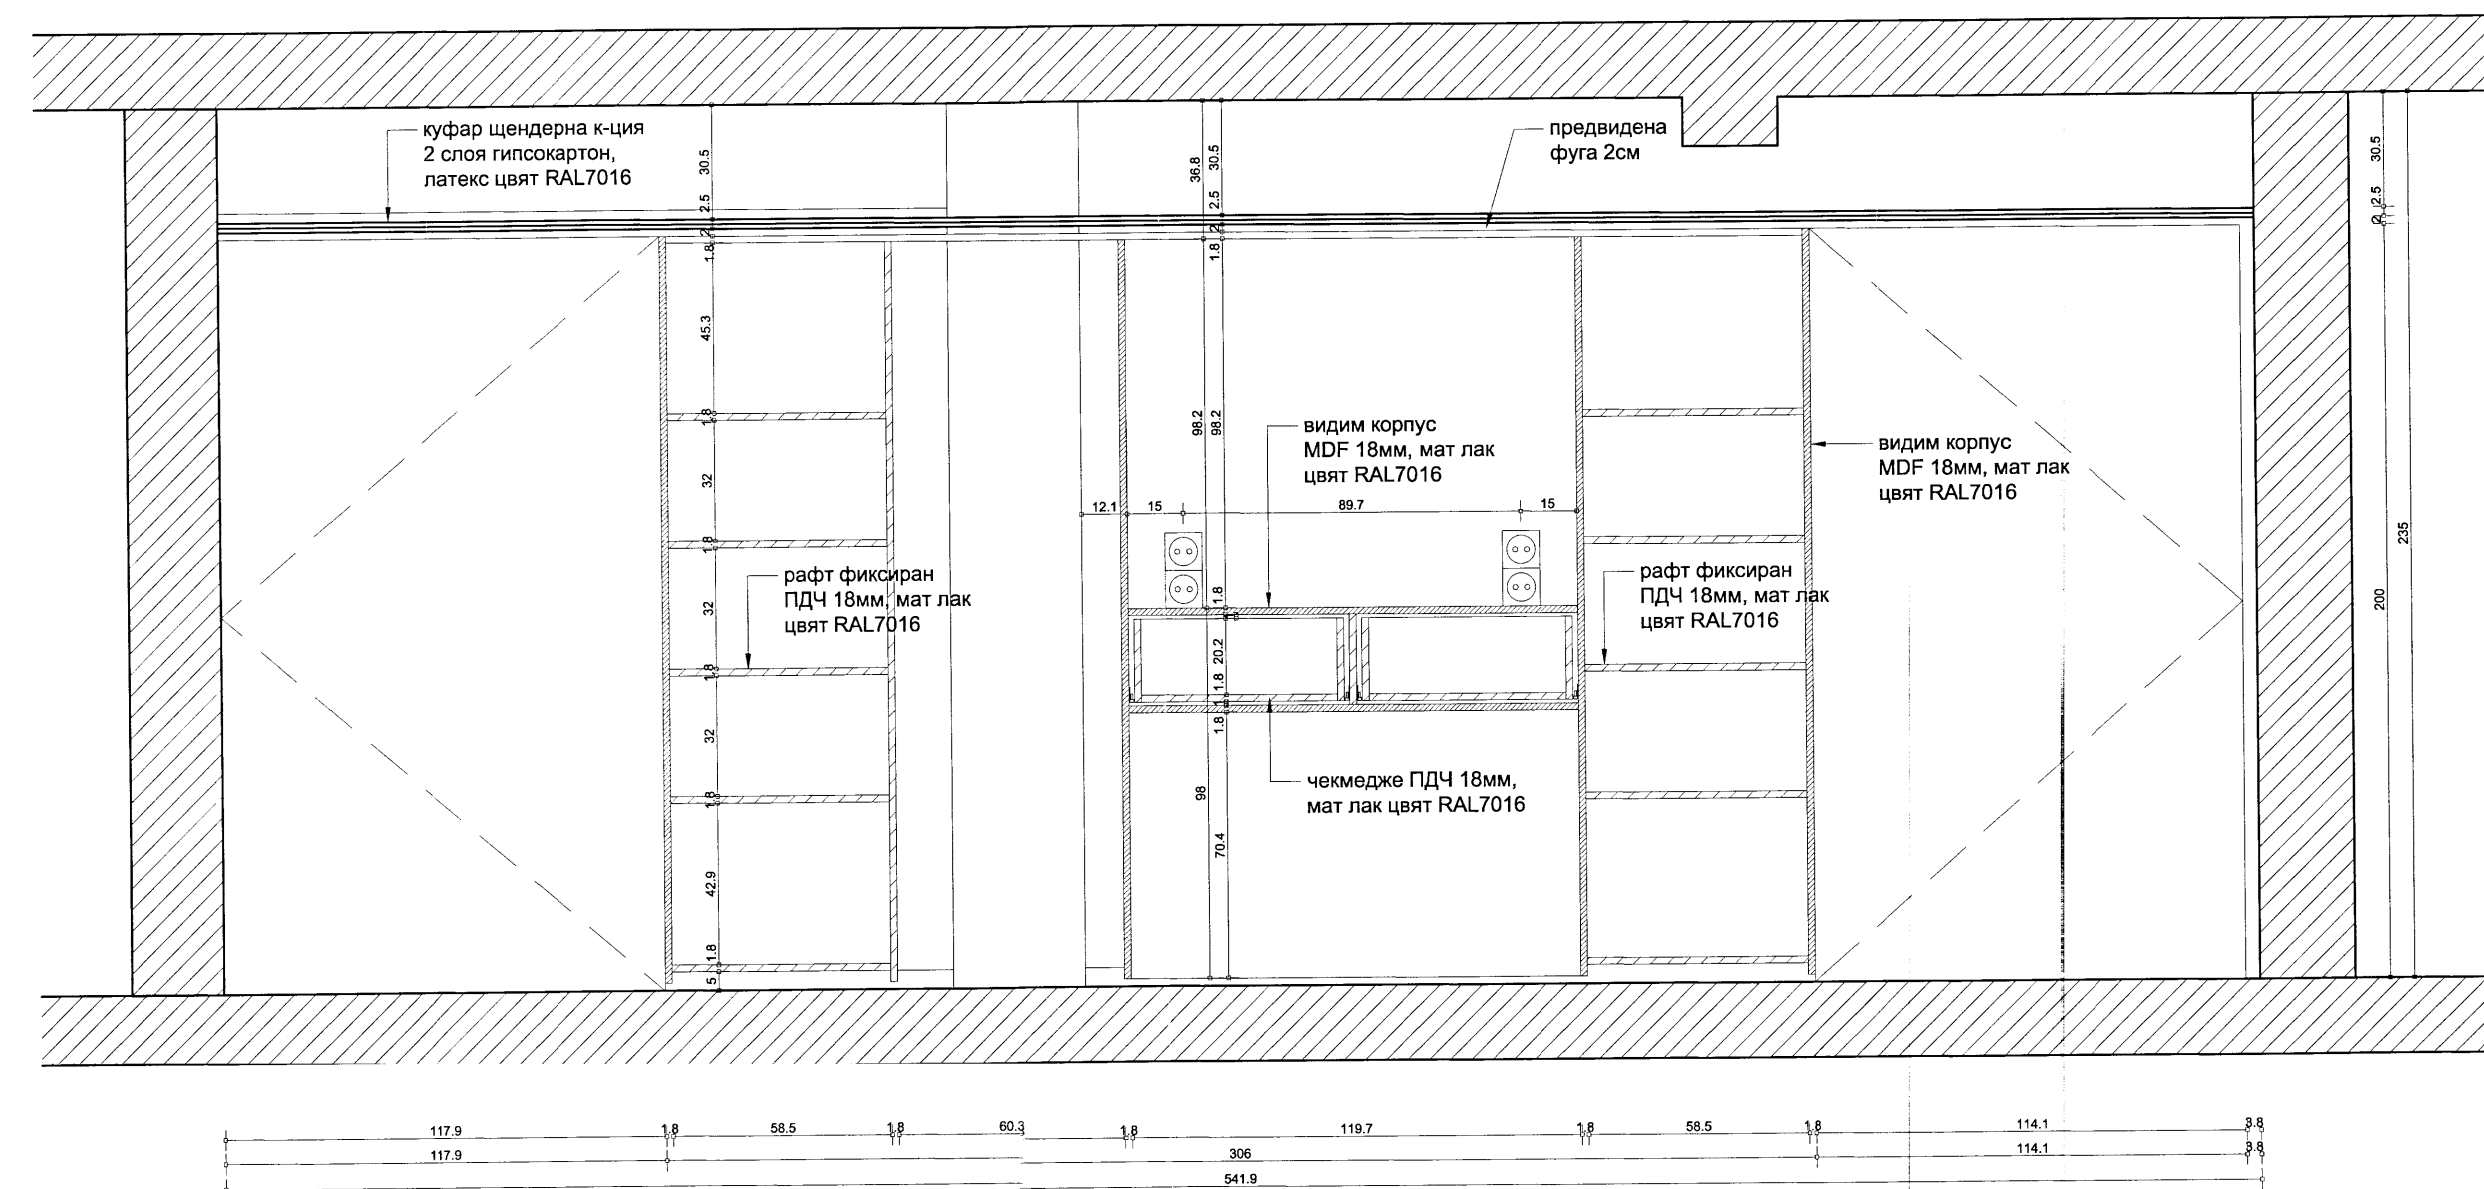 куфар щендерна к-ция
2 слоя гипсокартон,
латекс цвят RAL7016
предвидена
фуга 2см
30.5
2.5
2
1.8
45.3
1.8
32
1.8
32
1.8
32
1.8
42.9
1.8
5
36.8
30.5
2.5
2
1.8
98.2
98.2
видим корпус
MDF 18мм, мат лак
цвят RAL7016
видим корпус
MDF 18мм, мат лак
цвят RAL7016
12.1
15
89.7
15
рафт фиксиран
ПДЧ 18мм, мат лак
цвят RAL7016
рафт фиксиран
ПДЧ 18мм, мат лак
цвят RAL7016
1.8
20.2
1.8
1
1.8
98
70.4
чекмедже ПДЧ 18мм,
мат лак цвят RAL7016
30.5
2.5
2
200
235
117.9
1.8
58.5
1.8
60.3
1.8
119.7
1.8
58.5
1.8
114.1
3.8
117.9
306
114.1
3.8
541.9